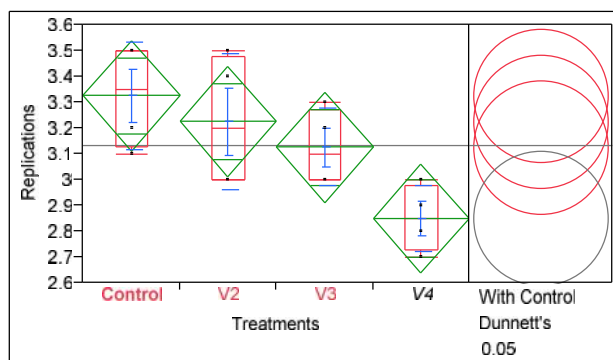 3.6
3.5
3.4
3.3
3.2
3.1
3
2.9
2.8
2.7
2.6
Replications
Control V2 V3 V4
Treatments
With Control
Dunnett's
0.05